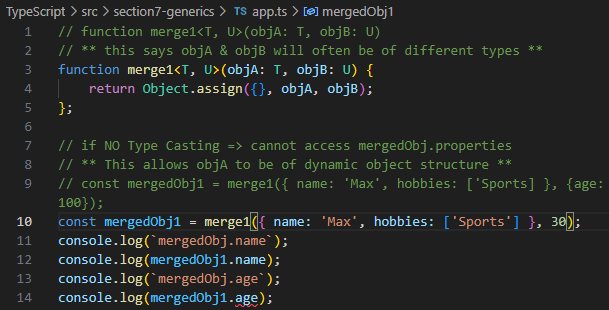 TypeScript > src > section7-generics > TS app.ts > mergedObj1
1 // function merge1<T, U>(objA: T, objB: U)
2 // ** this says objA & objB will often be of different types **
3 function merge1<T, U>(objA: T, objB: U) {
4     return Object.assign({}, objA, objB);
5 };
6
7 // if NO Type Casting => cannot access mergedObj.properties
8 // ** This allows objA to be of dynamic object structure **
9 // const mergedObj1 = merge1({ name: 'Max', hobbies: ['Sports] }, {age:
100});
10 const mergedObj1 = merge1({ name: 'Max', hobbies: ['Sports'] }, 30);
11 console.log(`mergedObj.name`);
12 console.log(mergedObj1.name);
13 console.log(`mergedObj.age`);
14 console.log(mergedObj1.age);